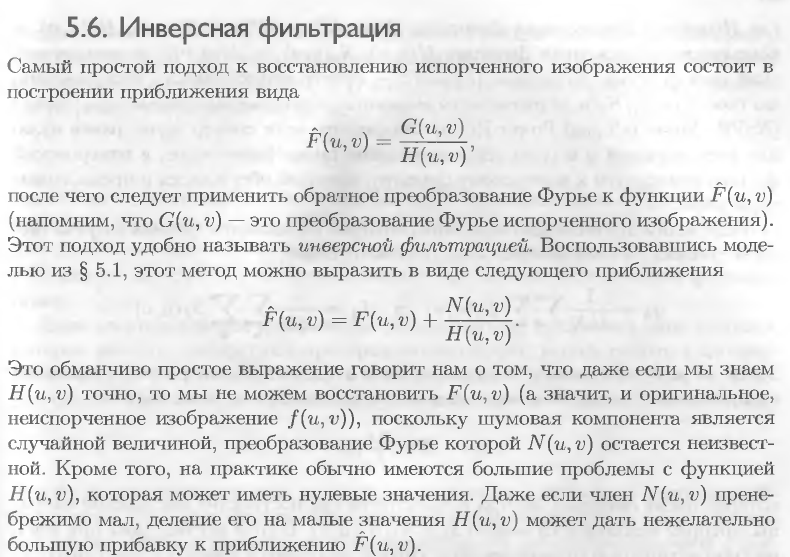 5.6. Инверсная фильтрация
Самый простой подход к восстановлению испорченного изображения состоит в
построении приближения вида
F̂(u, v) = G(u, v) / H(u, v),
после чего следует применить обратное преобразование Фурье к функции F̂(u, v)
(напомним, что G(u, v) — это преобразование Фурье испорченного изображения).
Этот подход удобно называть инверсной фильтрацией. Воспользовавшись моде-
лью из § 5.1, этот метод можно выразить в виде следующего приближения
F̂(u, v) = F(u, v) + N(u, v) / H(u, v).
Это обманчиво простое выражение говорит нам о том, что даже если мы знаем
H(u, v) точно, то мы не можем восстановить F(u, v) (а значит, и оригинальное,
неиспорченное изображение f(u, v)), поскольку шумовая компонента является
случайной величиной, преобразование Фурье которой N(u, v) остается неизвест-
ной. Кроме того, на практике обычно имеются большие проблемы с функцией
H(u, v), которая может иметь нулевые значения. Даже если член N(u, v) прене-
брежимо мал, деление его на малые значения H(u, v) может дать нежелательно
большую прибавку к приближению F̂(u, v).